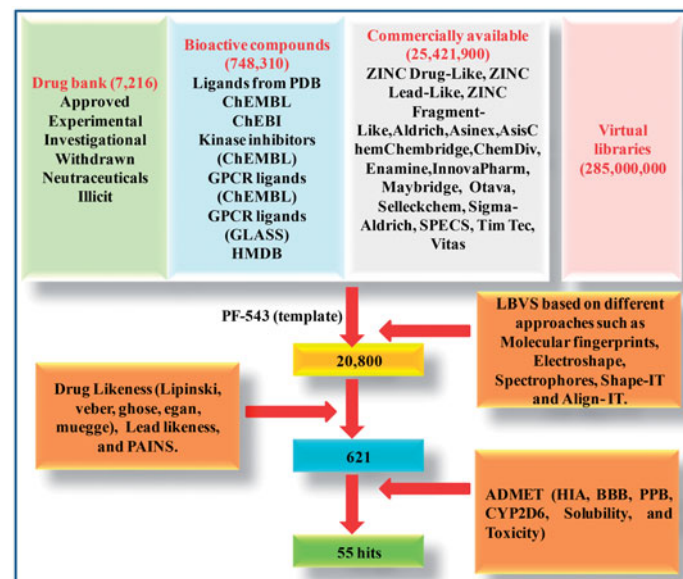 Drug bank (7,216)
Approved
Experimental
Investigational
Withdrawn
Neutraceuticals
Illicit
Bioactive compounds
(748,310)
Ligands from PDB
ChEMBL
ChEBI
Kinase inhibitors
(ChEMBL)
GPCR ligands
(ChEMBL)
GPCR ligands
(GLASS)
HMDB
Commercially available
(25,421,900)
ZINC Drug-Like, ZINC
Lead-Like, ZINC
Fragment-
Like,Aldrich, Asinex,AsisC
hemChembridge,ChemDiv,
Enamine,InnovaPharm,
Maybridge, Otava,
Selleckchem, Sigma-
Aldrich, SPECS, Tim Tec,
Vitas
Virtual
libraries
(285,000,000)
PF-543 (template)
LBVS based on different
approaches such as
Molecular fingerprints,
Electroshape,
Spectrophores, Shape-IT
and Align- IT.
20,800
Drug Likeness (Lipinski,
veber, ghose, egan,
muegge), Lead likeness,
and PAINS.
621
ADMET (HIA, BBB, PPB,
CYP2D6, Solubility, and
Toxicity)
55 hits